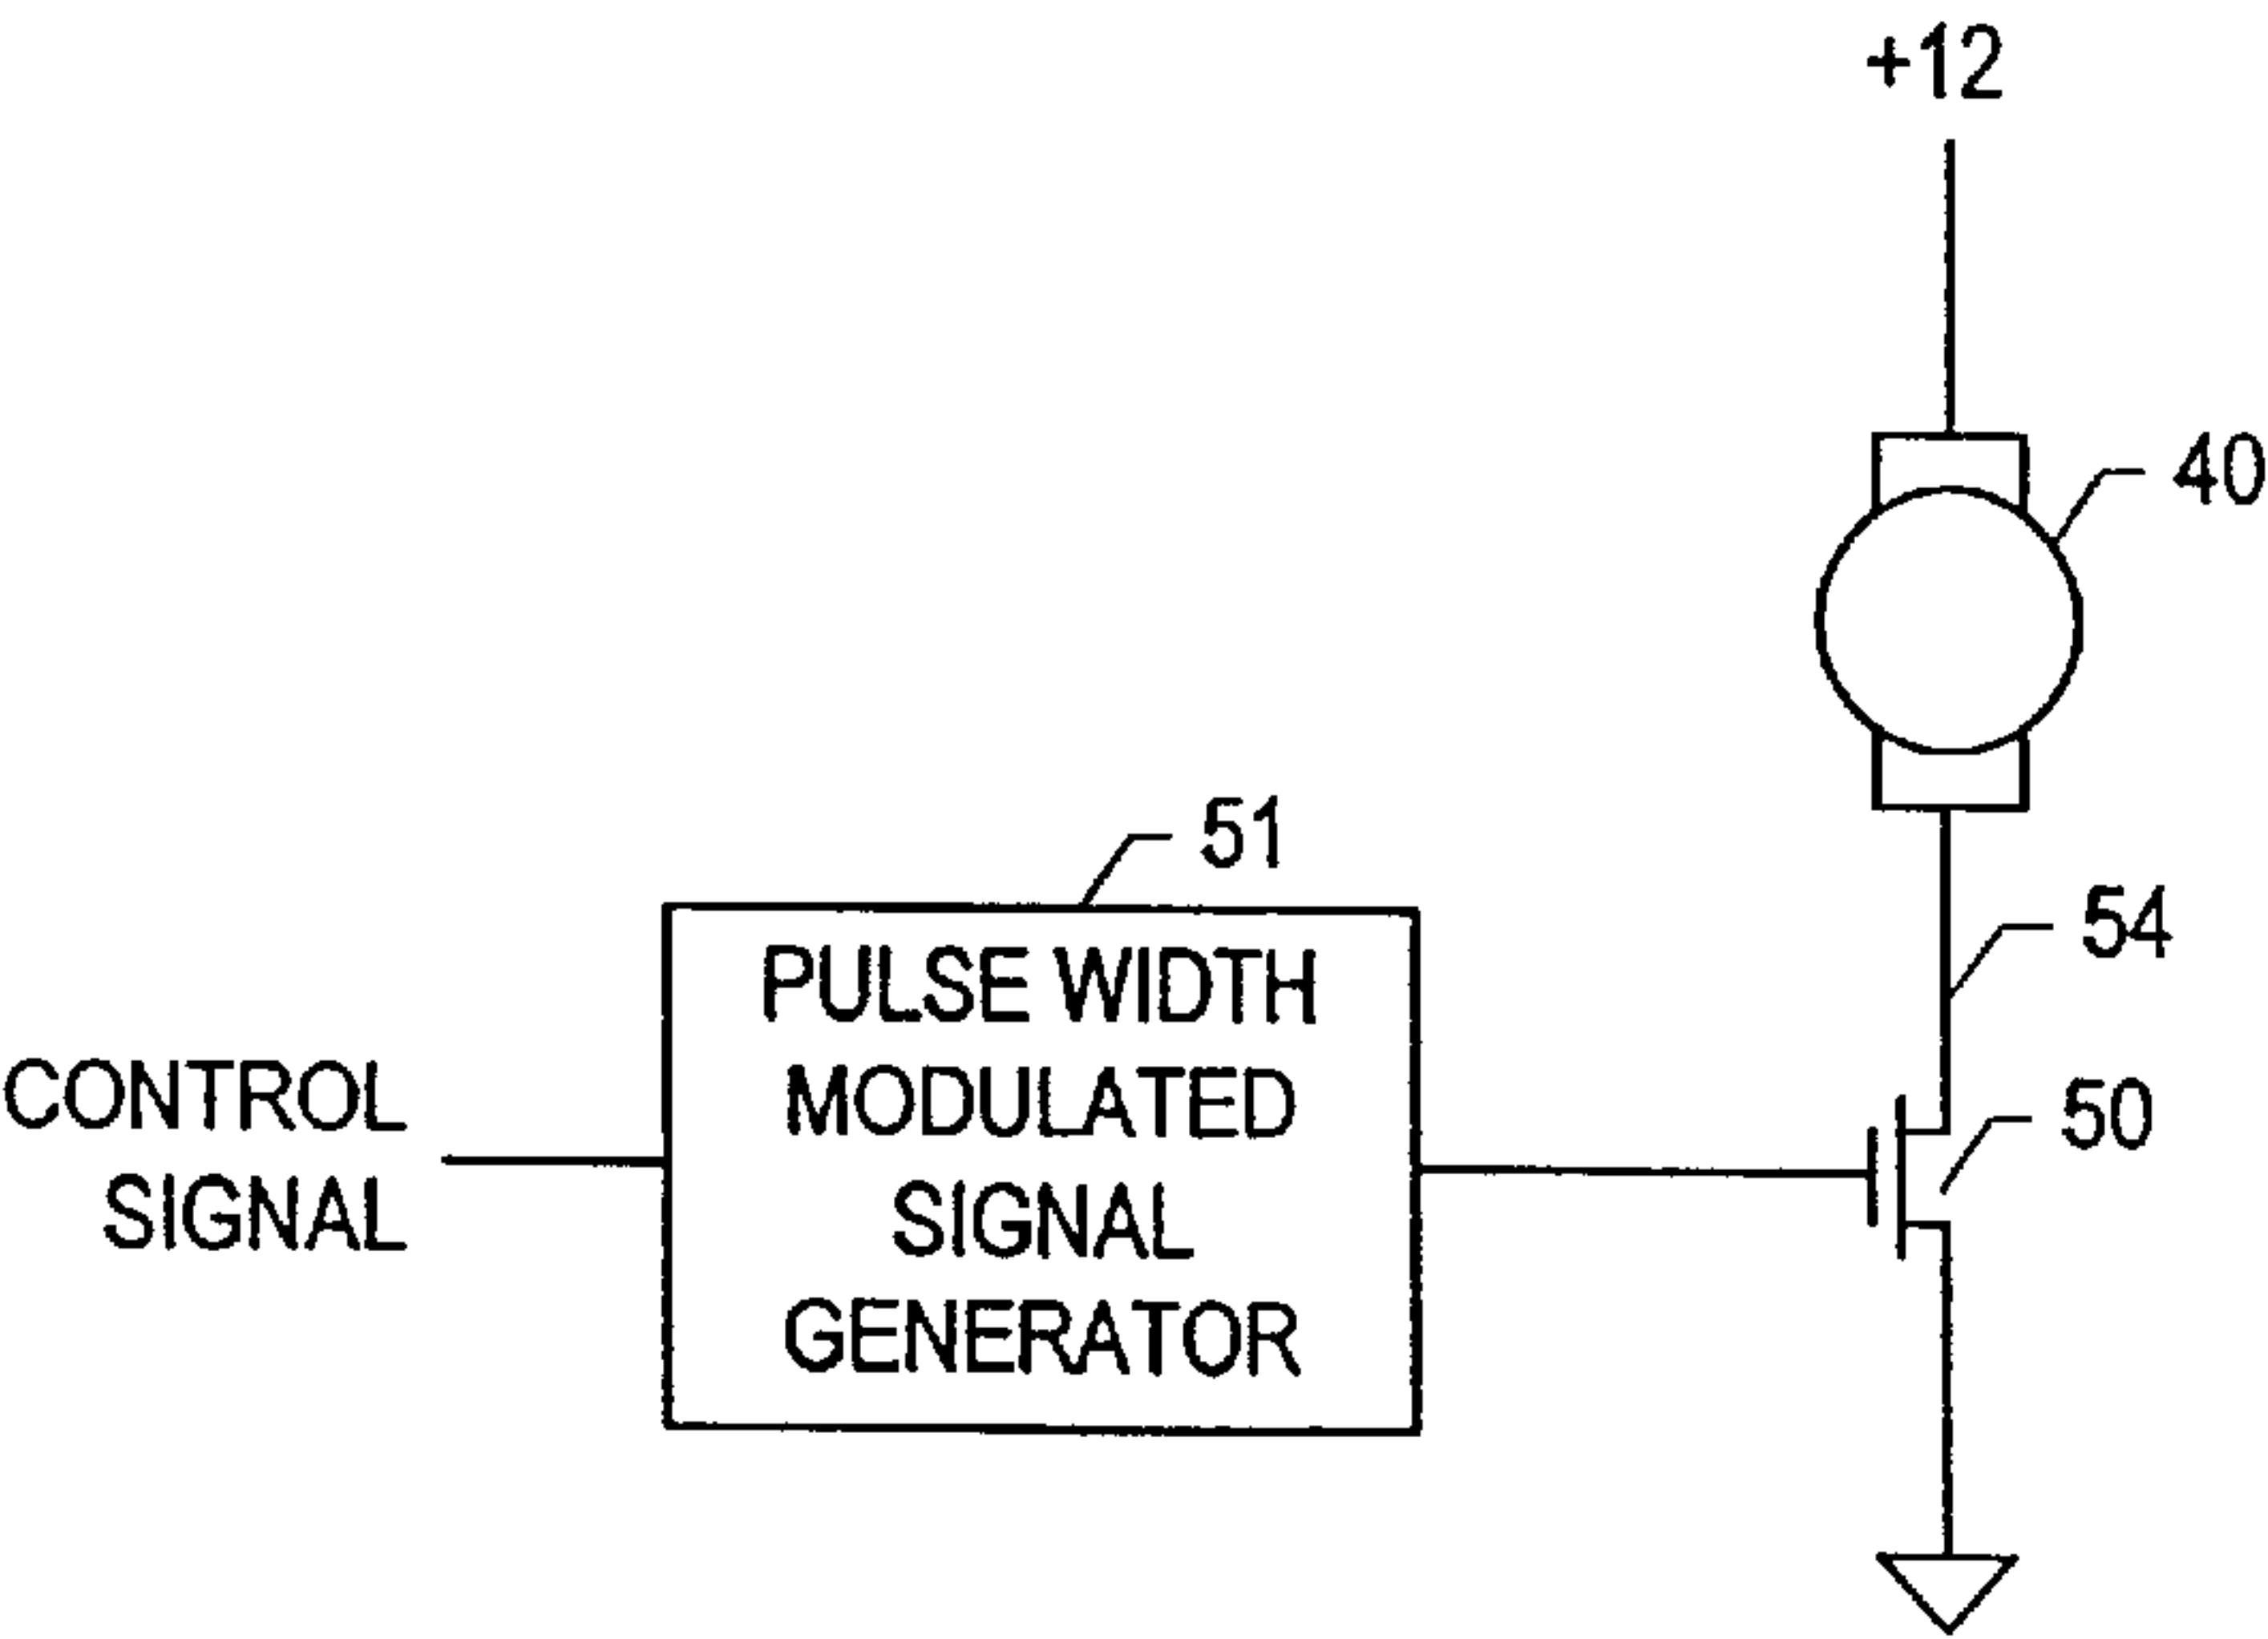 +12
40
51
54
PULSE WIDTH
MODULATED
SIGNAL
GENERATOR
CONTROL
SIGNAL
50